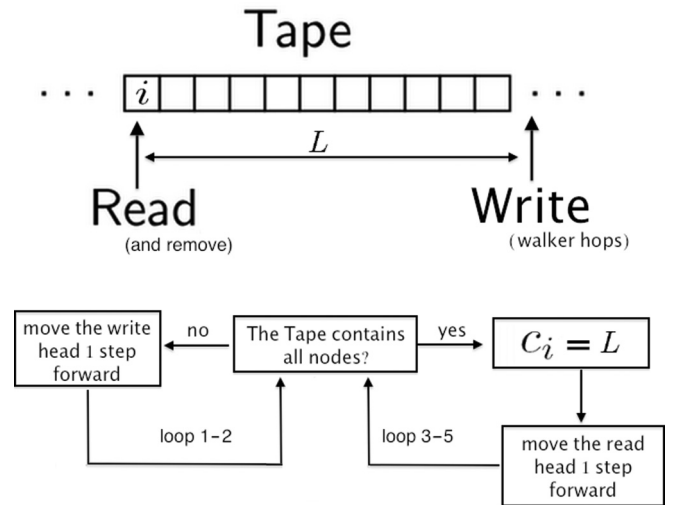 Tape
· · · i · · ·
L
Read Write
(and remove) (walker hops)
move the write
head 1 step
forward
no
The Tape contains
all nodes?
yes
C_i = L
loop 1-2
loop 3-5
move the read
head 1 step
forward